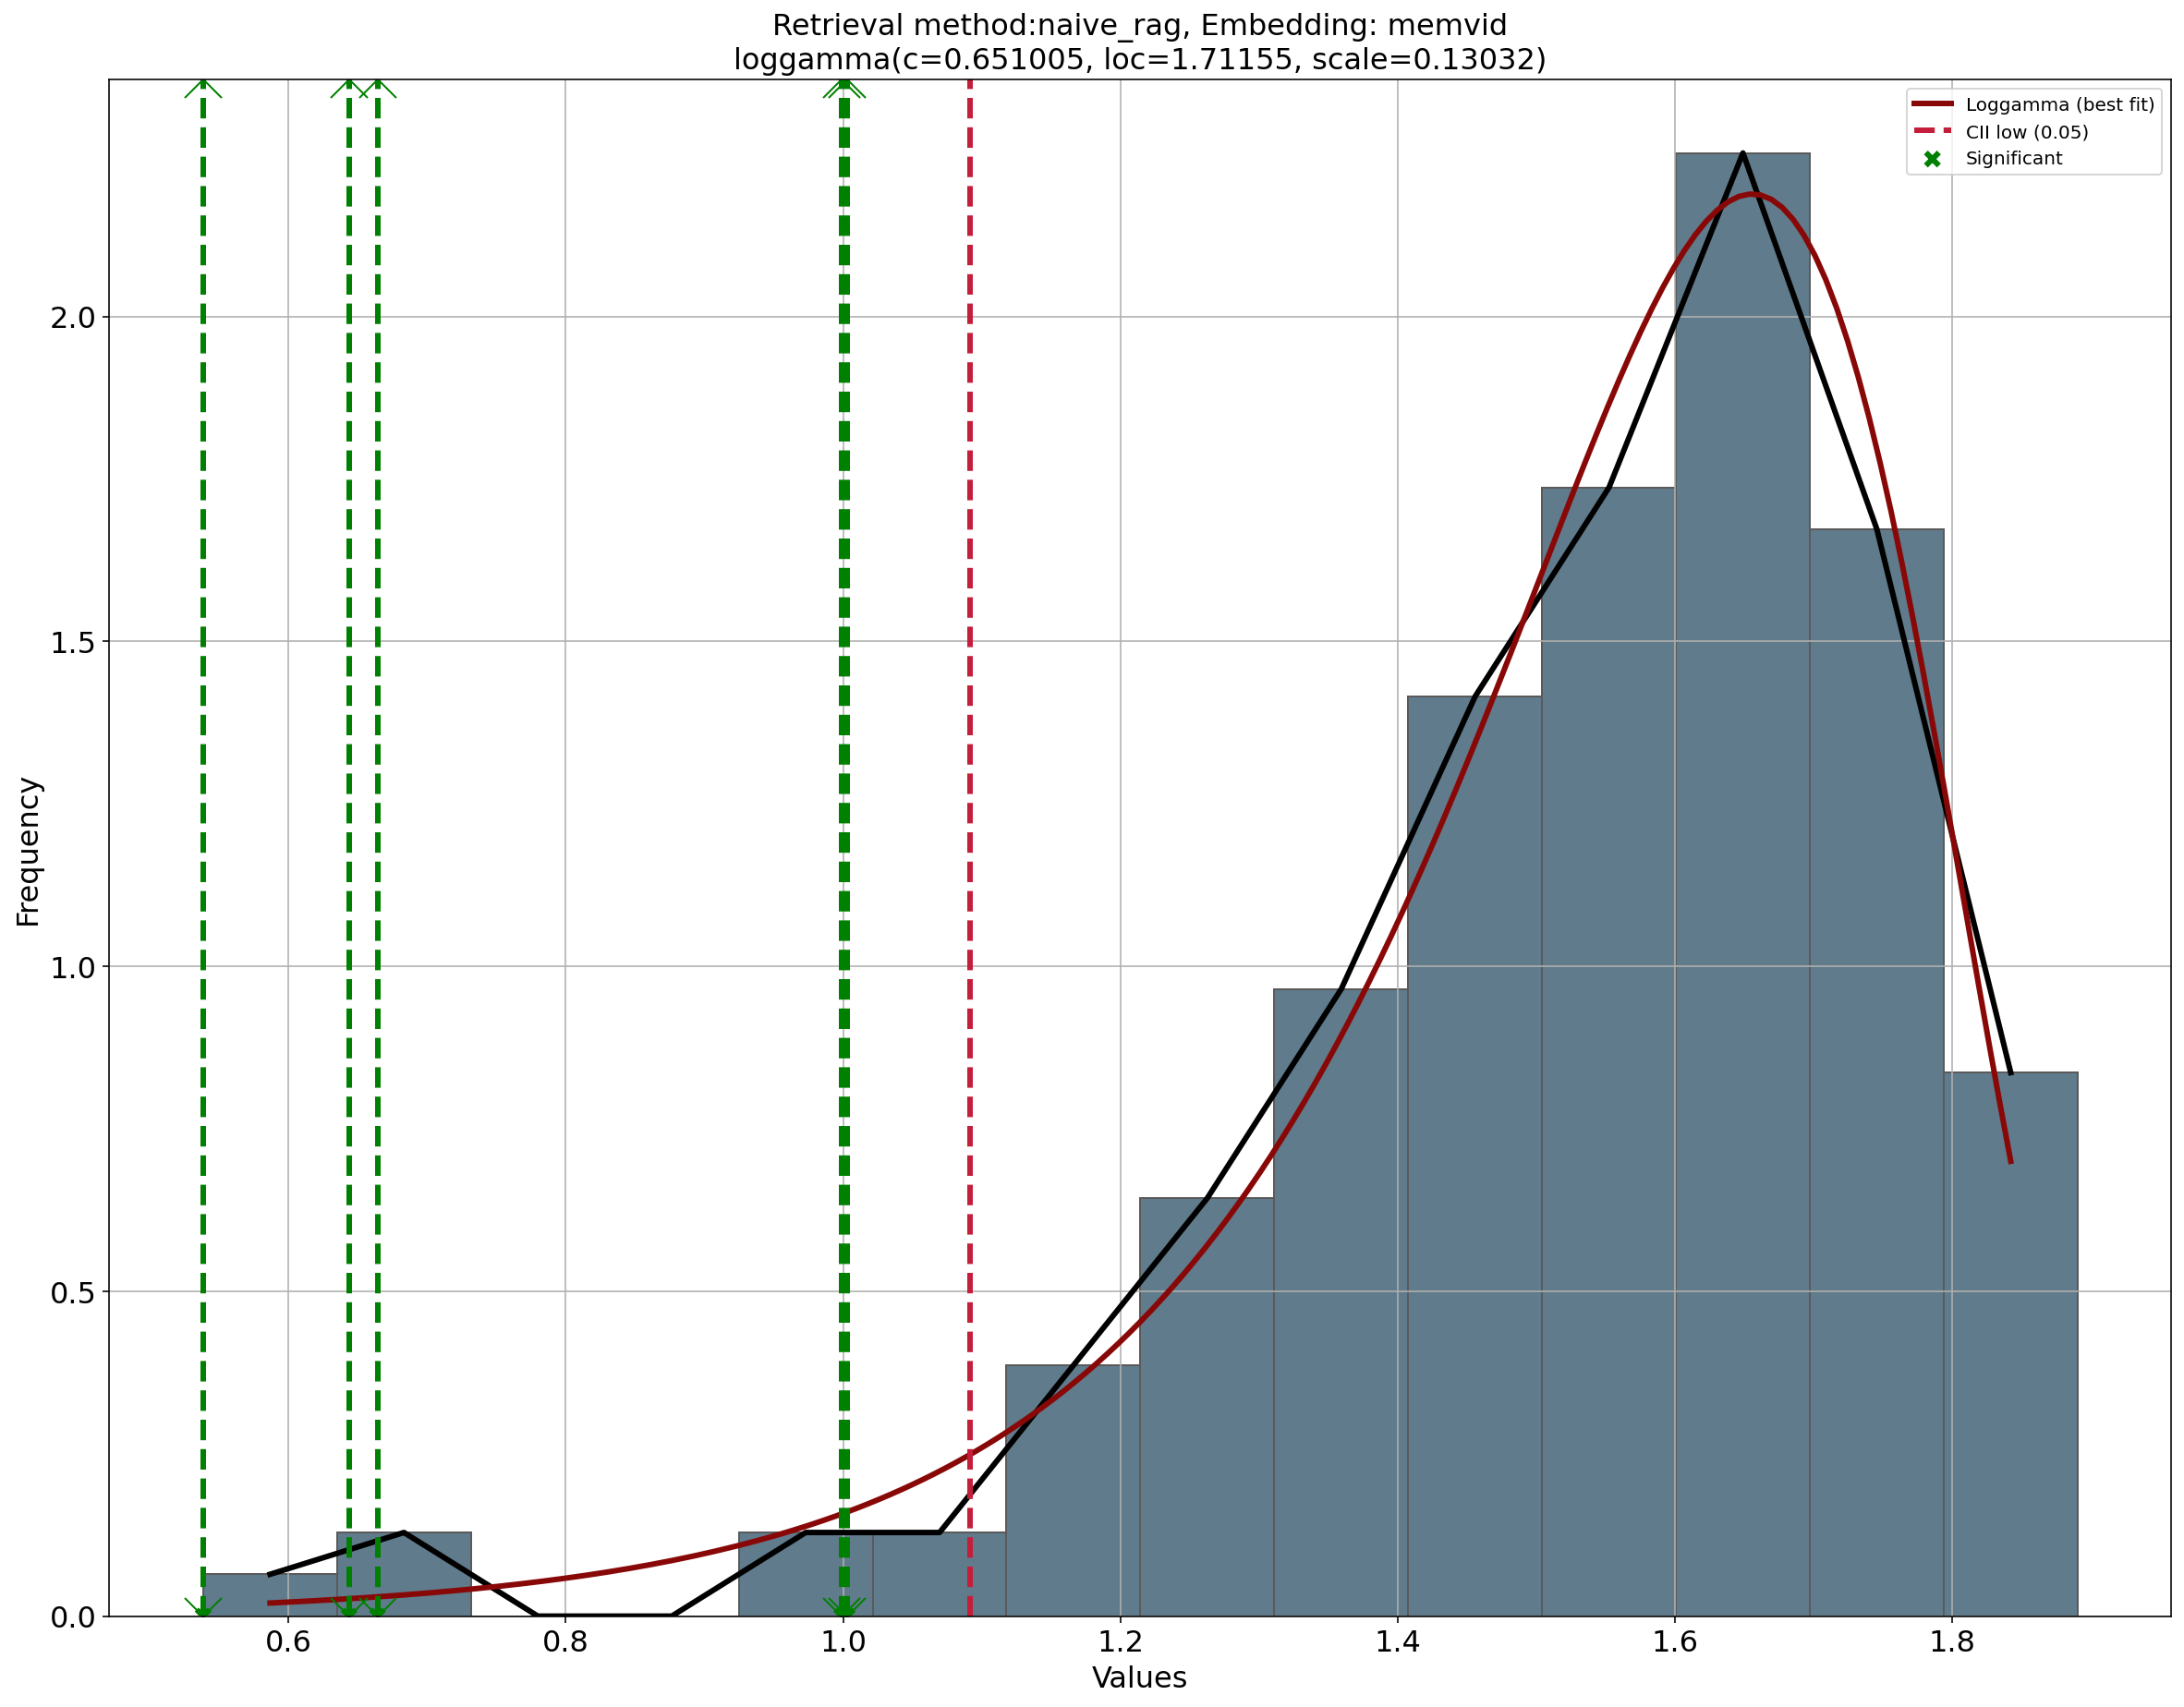 Retrieval method:naive_rag, Embedding: memvid
loggamma(c=0.651005, loc=1.71155, scale=0.13032)
Loggamma (best fit)
CII low (0.05)
Significant
Frequency
2.0
1.5
1.0
0.5
0.0
0.6 0.8 1.0 1.2 1.4 1.6 1.8
Values